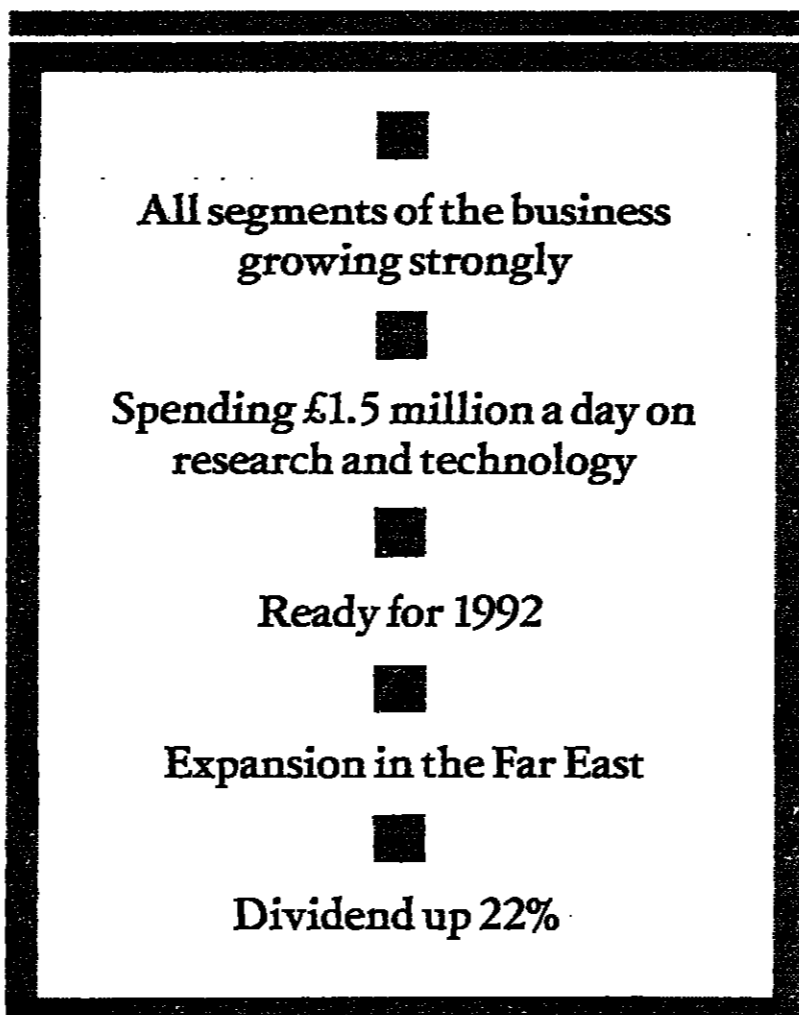 All segments of the business
growing strongly
Spending £1.5 million a day on
research and technology
Ready for 1992
Expansion in the Far East
Dividend up 22%